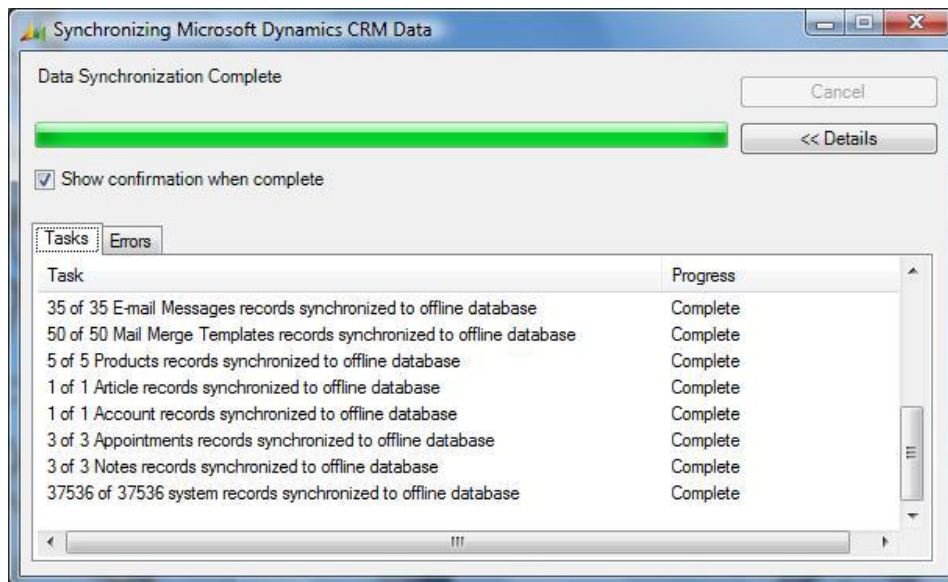 Synchronizing Microsoft Dynamics CRM Data
Data Synchronization Complete
Cancel
<< Details
Show confirmation when complete
Tasks Errors
Task Progress
35 of 35 E-mail Messages records synchronized to offline database Complete
50 of 50 Mail Merge Templates records synchronized to offline database Complete
5 of 5 Products records synchronized to offline database Complete
1 of 1 Article records synchronized to offline database Complete
1 of 1 Account records synchronized to offline database Complete
3 of 3 Appointments records synchronized to offline database Complete
3 of 3 Notes records synchronized to offline database Complete
37536 of 37536 system records synchronized to offline database Complete